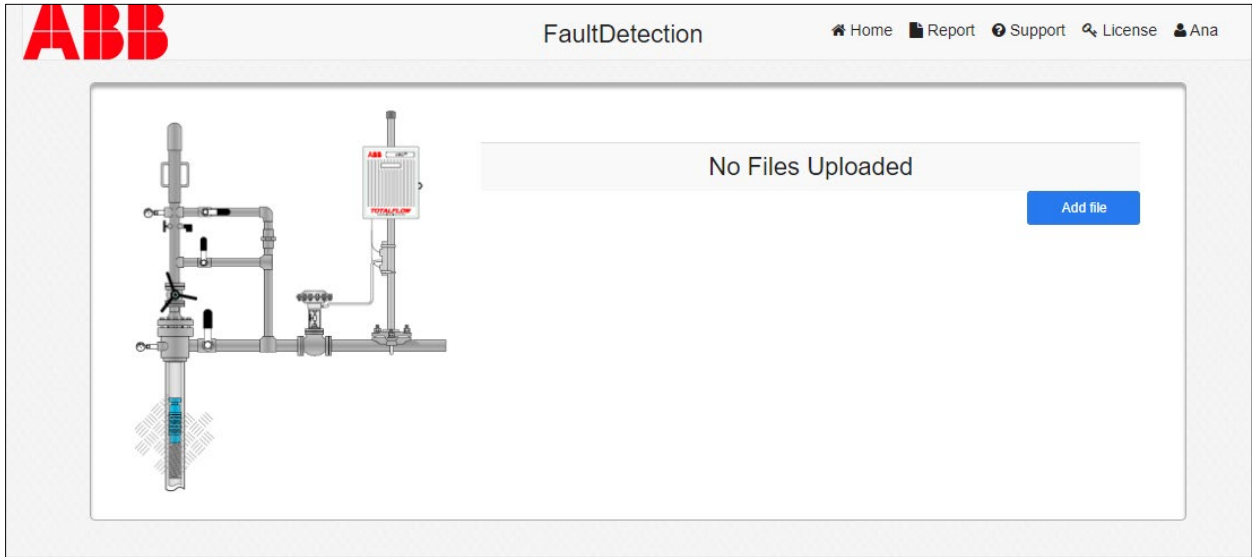 ABB
FaultDetection
Home Report Support License Ana
ABB
TOTALFLOW
No Files Uploaded
Add file